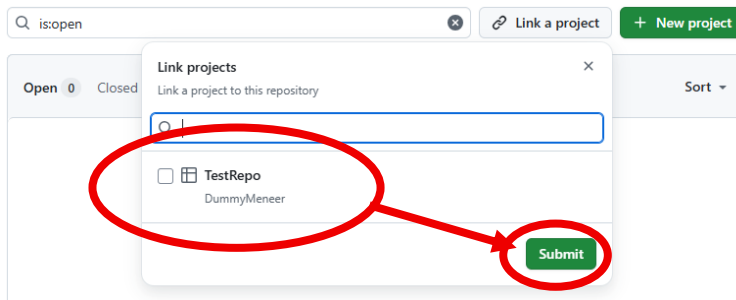 is:open
Link a project
New project
Link projects
Link a project to this repository
Open 0
Closed
Sort
TestRepo
DummyMeneer
Submit